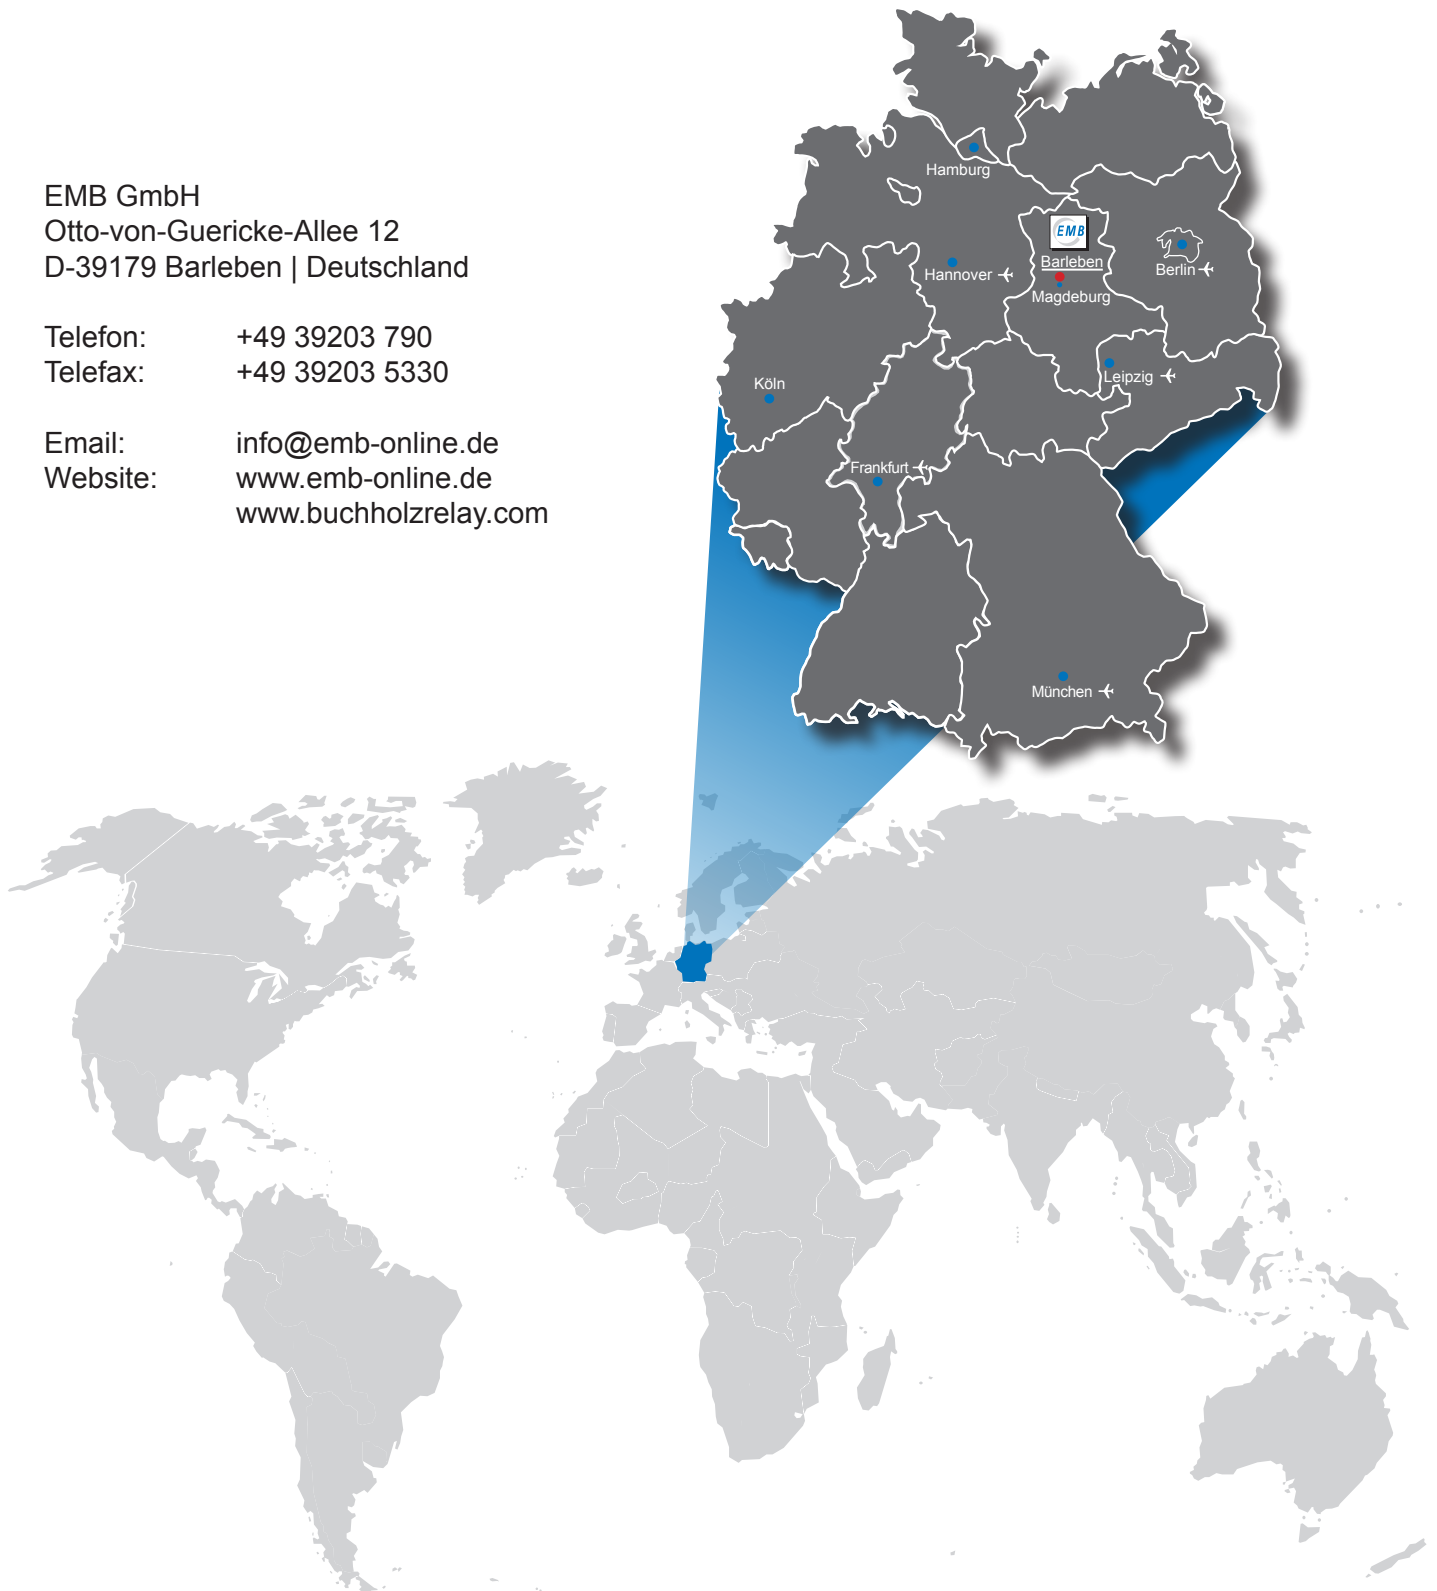 EMB GmbH
Otto-von-Guericke-Allee 12
D-39179 Barleben | Deutschland
Telefon: +49 39203 790
Telefax: +49 39203 5330
Email: info@emb-online.de
Website: www.emb-online.de
www.buchholzrelay.com
Hamburg
EMB
Barleben
Berlin
Hannover
Magdeburg
Leipzig
Köln
Frankfurt
München